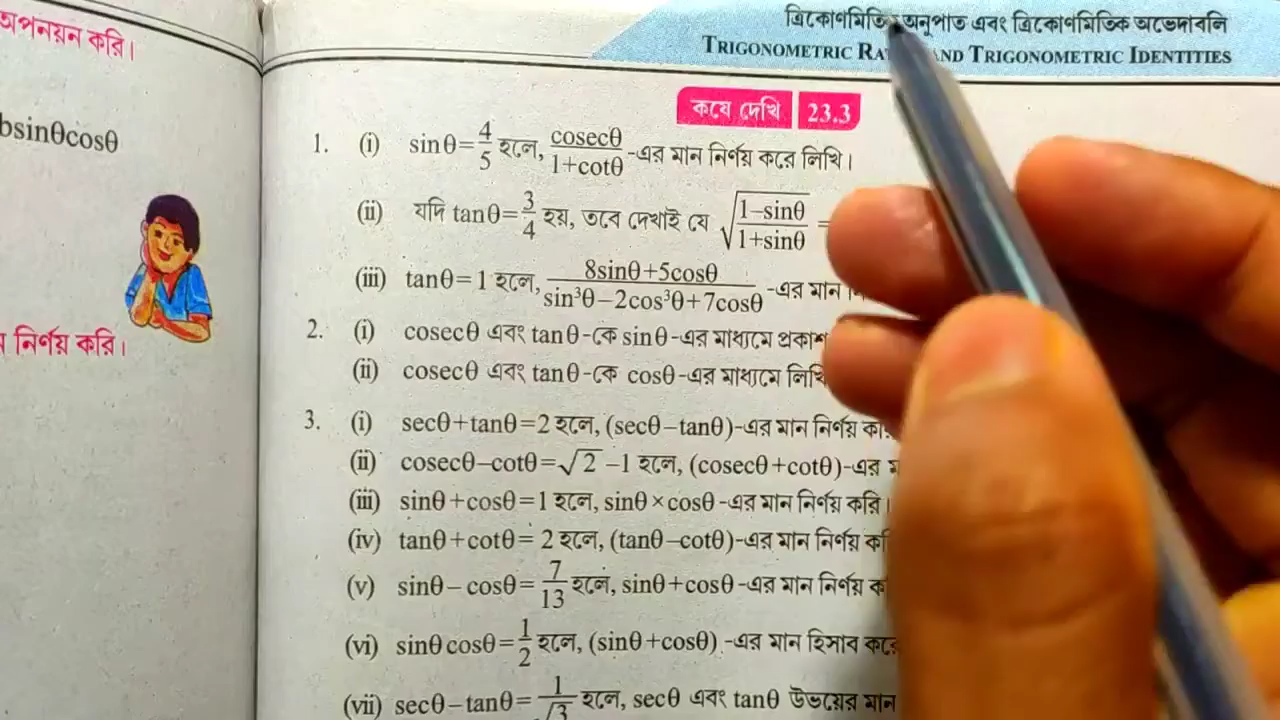 অপনয়ন করি।
bsinθcosθ
নির্ণয় করি।
ত্রিকোণমিতিক অনুপাত এবং ত্রিকোণমিতিক অভেদাবলি
TRIGONOMETRIC AND TRIGONOMETRIC IDENTITIES
কষে দেখি 23.3
1. (i) sinθ=4/5 হলে, cosecθ/1+cotθ -এর মান নির্ণয় করে লিখি।
(ii) যদি tanθ=3/4 হয়, তবে দেখাই যে √(1−sinθ/1+sinθ) =
(iii) tanθ=1 হলে, 8sinθ+5cosθ/sin³θ−2cos³θ+7cosθ -এর মান
2. (i) cosecθ এবং tanθ-কে sinθ-এর মাধ্যমে প্রকাশ
(ii) cosecθ এবং tanθ-কে cosθ-এর মাধ্যমে লিখি
3. (i) secθ+tanθ=2 হলে, (secθ−tanθ)-এর মান নির্ণয়
(ii) cosecθ−cotθ=√2 −1 হলে, (cosecθ+cotθ)-এর
(iii) sinθ+cosθ=1 হলে, sinθ×cosθ-এর মান নির্ণয় করি।
(iv) tanθ+cotθ= 2 হলে, (tanθ−cotθ)-এর মান নির্ণয়
(v) sinθ−cosθ= 7/13 হলে, sinθ+cosθ-এর মান নির্ণয়
(vi) sinθ cosθ=1/2 হলে, (sinθ+cosθ) -এর মান হিসাব করে
(vii) secθ−tanθ= 1/√3 হলে, secθ এবং tanθ উভয়ের মান